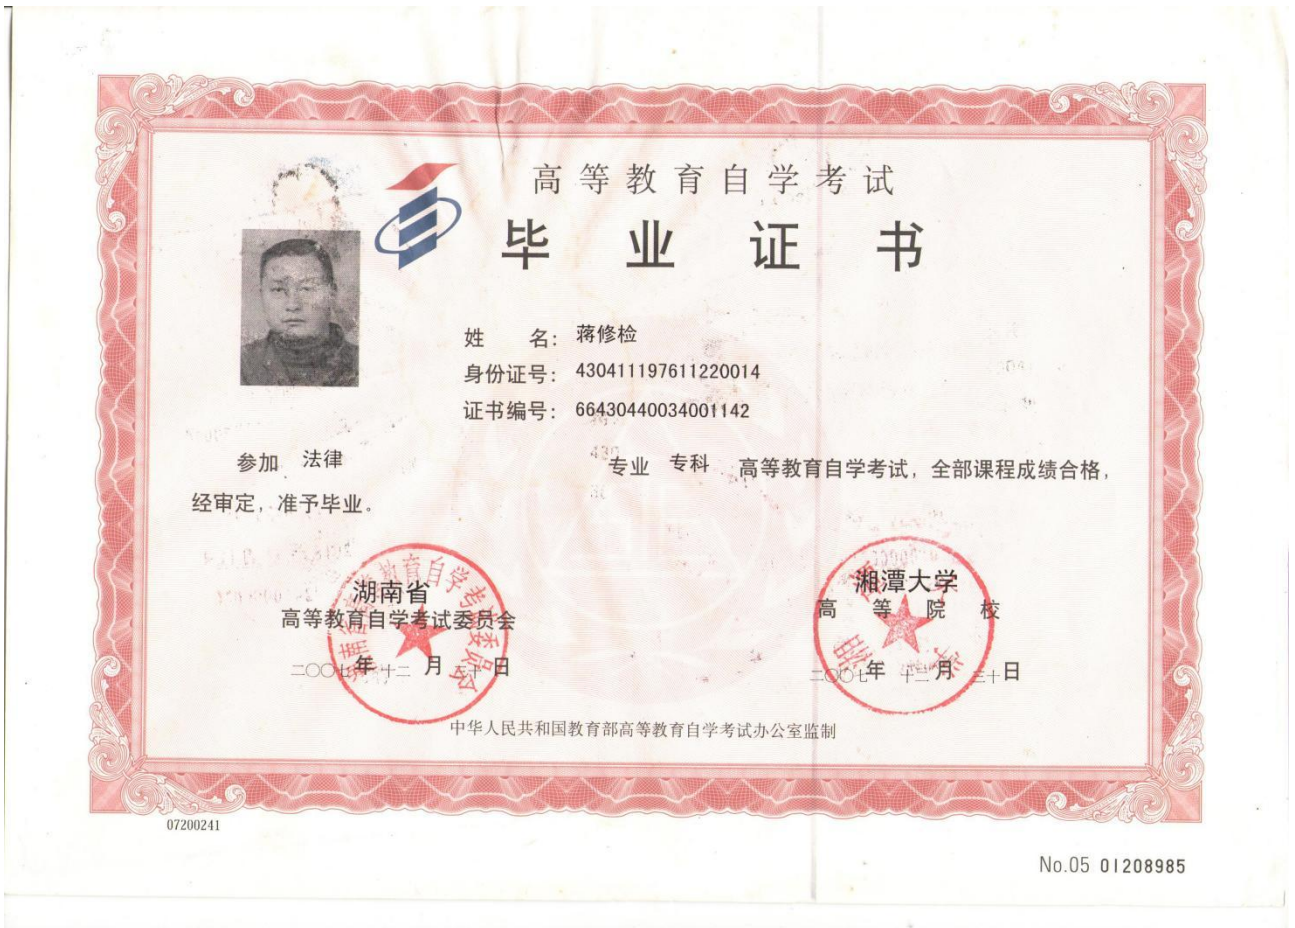 高等教育自学考试
毕业证书
姓 名： 蒋修检
身份证号： 430411197611220014
证书编号： 66430440034001142
参加 法律 专业 专科 高等教育自学考试，全部课程成绩合格，
经审定，准予毕业。
湖南省
高等教育自学考试委员会
二〇〇七年十二月三十日
湘潭大学
高等院校
二〇〇七年十二月三十日
中华人民共和国教育部高等教育自学考试办公室监制
07200241
No.05 01208985